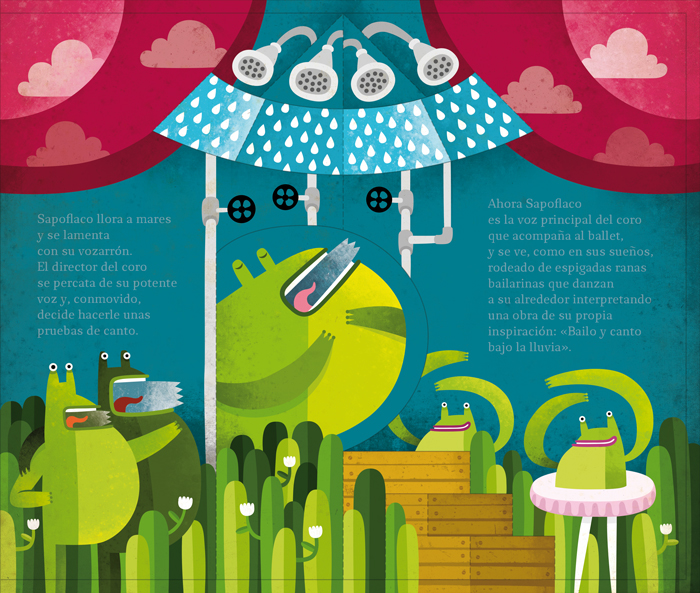 Sapoflaco llora a mares
y se lamenta
con su vozarrón.
El director del coro
se percata de su potente
voz y, conmovido,
decide hacerle unas
pruebas de canto.
Ahora Sapoflaco
es la voz principal del coro
que acompaña al ballet,
y se ve, como en sus sueños,
rodeado de espigadas ranas
bailarinas que danzan
a su alrededor interpretando
una obra de su propia
inspiración: «Bailo y canto
bajo la lluvia».